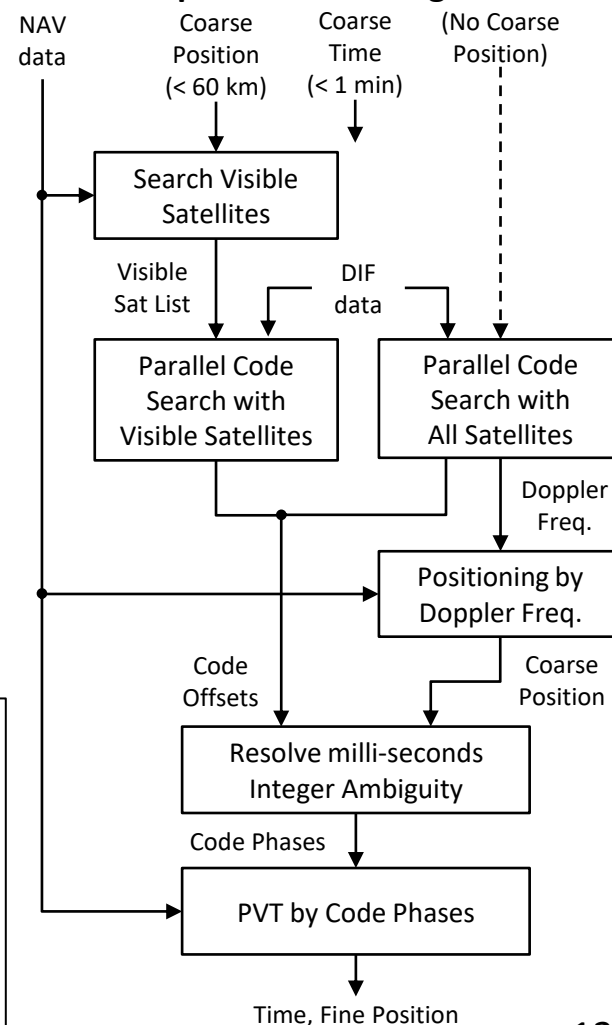 NAV
data
Coarse
Position
(< 60 km)
Coarse
Time
(< 1 min)
(No Coarse
Position)
Search Visible
Satellites
Visible
Sat List
DIF
data
Parallel Code
Search with
Visible Satellites
Parallel Code
Search with
All Satellites
Doppler
Freq.
Positioning by
Doppler Freq.
Code
Offsets
Coarse
Position
Resolve milli-seconds
Integer Ambiguity
Code Phases
PVT by Code Phases
Time, Fine Position